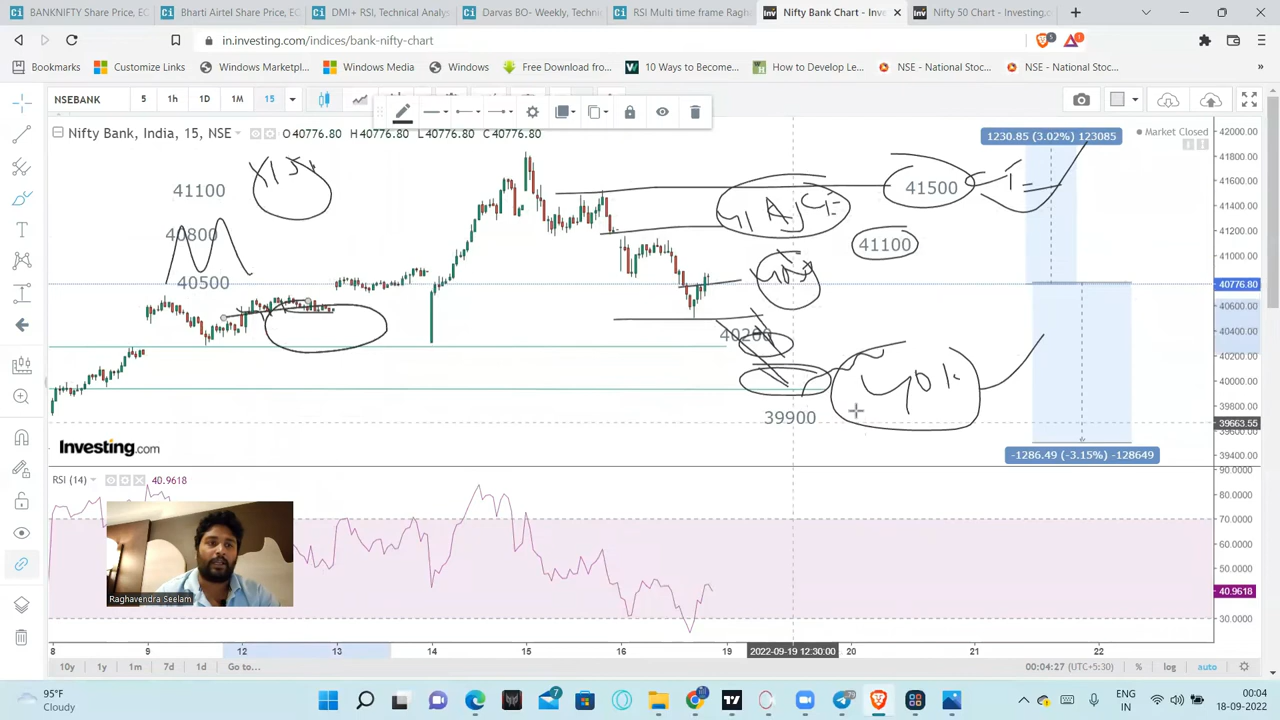 BANKNIFTY Share Price, EO
Bharti Airtel Share Price, EO
DMI+ RSI, Technical Analys
Darvas BO- Weekly, Techni
RSI Multi time frame Ragh
Nifty Bank Chart - Inv
Nifty 50 Chart - Investing.c
in.investing.com/indices/bank-nifty-chart
Bookmarks
Customize Links
Windows Marketpl...
Windows Media
Windows
Free Download from...
10 Ways to Become...
How to Develop Le...
NSE - National Stoc...
NSE - National Stoc...
NSEBANK 5 1h 1D 1M 15
Nifty Bank, India, 15, NSE O40776.80 H40776.80 L40776.80 C40776.80
1230.85 (3.02%) 123085
Market Closed
41100
40800
40500
41500
41100
40200
39900
40K
42000.00
41800.00
41600.00
41400.00
41200.00
41000.00
40776.80
40600.00
40400.00
40200.00
40000.00
39800.00
39663.55
39400.00
-1286.49 (-3.15%) -128649
Investing.com
RSI (14) 40.9618
90.0000
80.0000
70.0000
60.0000
50.0000
40.9618
30.0000
Raghavendra Seelam
8 9 12 13 14 15 16 19 2022-09-19 12:30:00 20 21 22
10y 1y 1m 7d 1d Go to...
00:04:27 (UTC+5:30) % log auto
95°F
Cloudy
ENG
IN
00:04
18-09-2022